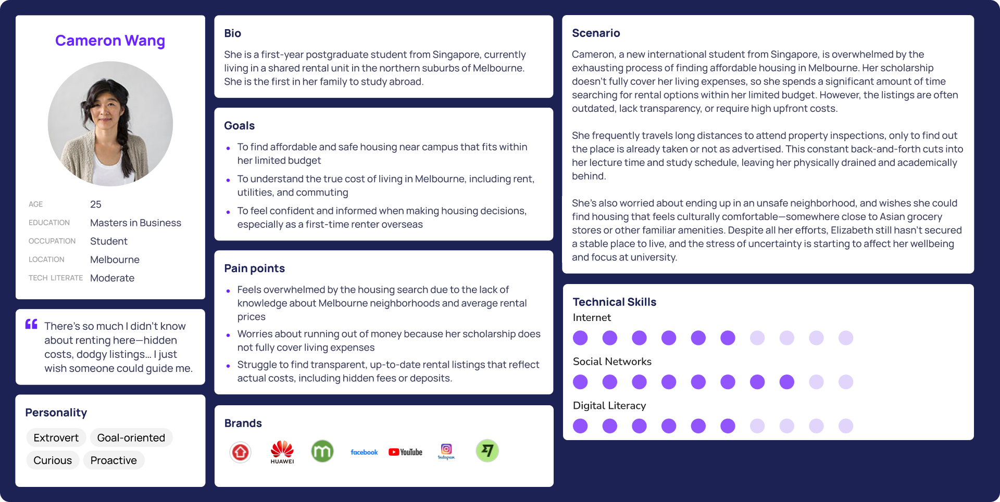 Cameron Wang
AGE 25
EDUCATION Masters in Business
OCCUPATION Student
LOCATION Melbourne
TECH LITERATE Moderate
“ There’s so much I didn’t know
about renting here—hidden
costs, dodgy listings... I just
wish someone could guide me.
Personality
Extrovert Goal-oriented
Curious Proactive
Bio
She is a first-year postgraduate student from Singapore, currently
living in a shared rental unit in the northern suburbs of Melbourne.
She is the first in her family to study abroad.
Goals
• To find affordable and safe housing near campus that fits within
her limited budget
• To understand the true cost of living in Melbourne, including rent,
utilities, and commuting
• To feel confident and informed when making housing decisions,
especially as a first-time renter overseas
Pain points
• Feels overwhelmed by the housing search due to the lack of
knowledge about Melbourne neighborhoods and average rental
prices
• Worries about running out of money because her scholarship does
not fully cover living expenses
• Struggle to find transparent, up-to-date rental listings that reflect
actual costs, including hidden fees or deposits.
Brands
HUAWEI m facebook YouTube Instagram
Scenario
Cameron, a new international student from Singapore, is overwhelmed by the
exhausting process of finding affordable housing in Melbourne. Her scholarship
doesn’t fully cover her living expenses, so she spends a significant amount of time
searching for rental options within her limited budget. However, the listings are often
outdated, lack transparency, or require high upfront costs.
She frequently travels long distances to attend property inspections, only to find out
the place is already taken or not as advertised. This constant back-and-forth cuts into
her lecture time and study schedule, leaving her physically drained and academically
behind.
She’s also worried about ending up in an unsafe neighborhood, and wishes she could
find housing that feels culturally comfortable—somewhere close to Asian grocery
stores or other familiar amenities. Despite all her efforts, Elizabeth still hasn’t secured
a stable place to live, and the stress of uncertainty is starting to affect her wellbeing
and focus at university.
Technical Skills
Internet
Social Networks
Digital Literacy